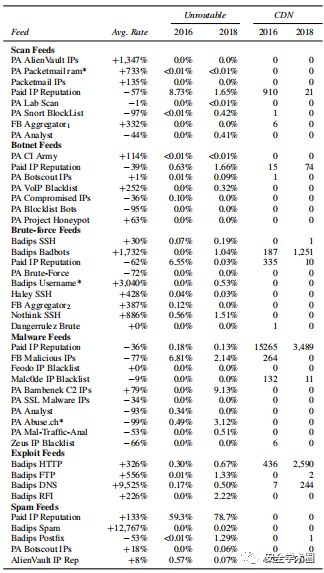 Unroutable CDN
Feed Avg. Rate 2016 2018 2016 2018
Scan Feeds
PA AlienVault IPs +1,347% 0.0% 0.0% 0 0
PA Packetmail ram* +733% <0.01% <0.01% 0 0
Packetmail IPs +135% 0.0% 0.0% 0 0
Paid IP Reputation −57% 8.73% 1.65% 910 21
PA Lab Scan −1% 0.0% <0.01% 0 0
PA Snort BlockList −97% <0.01% 0.42% 1 0
FB Aggregator₁ +332% 0.0% 0.0% 6 0
PA Analyst −44% 0.0% 0.41% 0 0
Botnet Feeds
PA CI Army +114% <0.01% <0.01% 0 0
Paid IP Reputation −39% 0.63% 1.66% 15 74
PA Botscout IPs +1% 0.01% 0.09% 1 0
PA VoIP Blacklist +252% 0.0% 0.32% 0 0
PA Compromised IPs −36% 0.10% 0.0% 0 0
PA Blocklist Bots −95% 0.0% 0.0% 0 0
PA Project Honeypot +63% 0.0% 0.0% 0 0
Brute-force Feeds
Badips SSH +30% 0.07% 0.19% 0 1
Badips Badbots +1,732% 0.0% 1.04% 187 1,251
Paid IP Reputation −62% 6.55% 0.03% 335 10
PA Brute-Force −72% 0.0% 0.0% 0 0
Badips Username* +3,040% 0.0% 0.53% 0 0
Haley SSH +428% 0.04% 0.03% 0 0
FB Aggregator₂ +387% 0.12% 0.0% 0 0
Nothink SSH +886% 0.56% 1.51% 0 0
Dangerrulez Brute +0% 0.0% 0.0% 1 0
Malware Feeds
Paid IP Reputation −36% 0.18% 0.13% 15265 3,489
FB Malicious IPs −77% 6.81% 2.14% 264 0
Feodo IP Blacklist +0% 0.0% 0.0% 0 0
Malc0de IP Blacklist −9% 0.0% 0.0% 132 11
PA Bambenek C2 IPs +79% 0.0% 9.13% 0 0
PA SSL Malware IPs −34% 0.0% 0.0% 0 0
PA Analyst −93% 0.34% 0.0% 0 0
PA Abuse.ch* −99% 0.49% 3.12% 0 0
PA Mal-Traffic-Anal −53% 0.0% 0.51% 0 0
Zeus IP Blacklist −66% 0.0% 0.0% 6 0
Exploit Feeds
Badips HTTP +326% 0.30% 0.67% 436 2,590
Badips FTP +556% 0.01% 1.33% 0 2
Badips DNS +9,525% 0.17% 0.50% 7 244
Badips RFI +226% 0.0% 2.22% 0 0
Spam Feeds
Paid IP Reputation +133% 59.3% 78.7% 0 0
Badips Spam +12,767% 0.0% 0.02% 0 0
Badips Postfix −53% <0.01% 1.29% 0 1
PA Botscout IPs +18% 0.0% 0.06% 0 0
AlienVault IP Rep +8% 0.57% 0.07% 0
安全学术圈